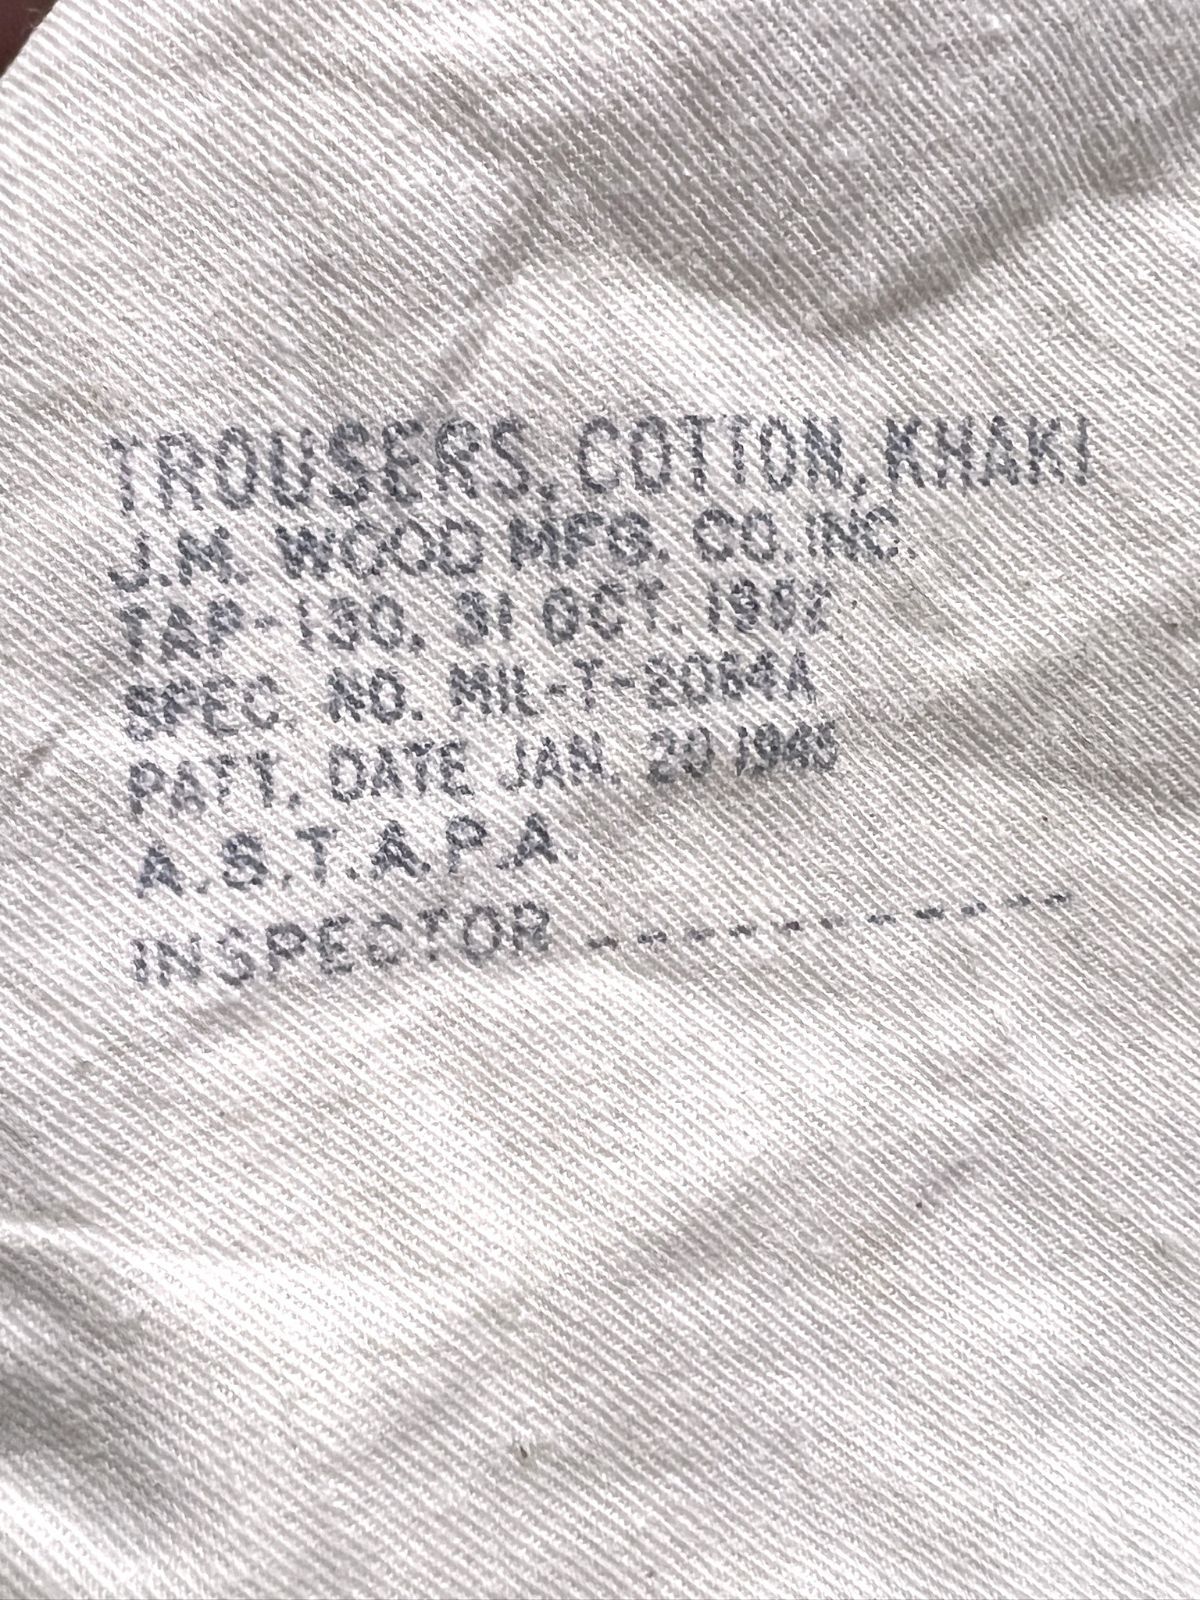 TROUSERS, COTTON, KHAKI
J.M. WOOD MFG. CO. INC.
TAP-130, 31 OCT. 1952
SPEC. NO. MIL-T-2064A
PATT. DATE JAN. 20
A.S.T.A.P.A.
INSPECTOR ----------